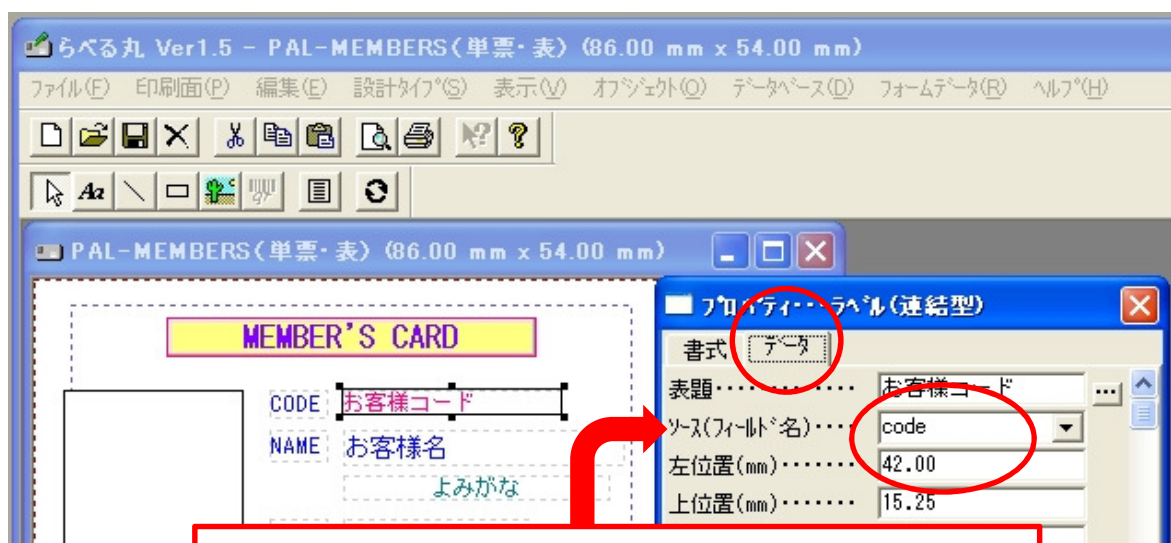 らべる丸 Ver1.5 - PAL-MEMBERS(単票・表) (86.00 mm x 54.00 mm)
ファイル(F) 印刷面(P) 編集(E) 設計タイプ(S) 表示(V) オブジェクト(O) データベース(D) フォームデータ(R) ヘルプ(H)
PAL-MEMBERS(単票・表) (86.00 mm x 54.00 mm)
MEMBER'S CARD
CODE お客様コード
NAME お客様名
よみがな
プロパティ・・・ラベル(連結型)
書式 データ
表題・・・・・・・・・・・・ お客様コード ...
ソース(フィールド名)・・・・ code
左位置(mm)・・・・・・・ 42.00
上位置(mm)・・・・・・・ 15.25